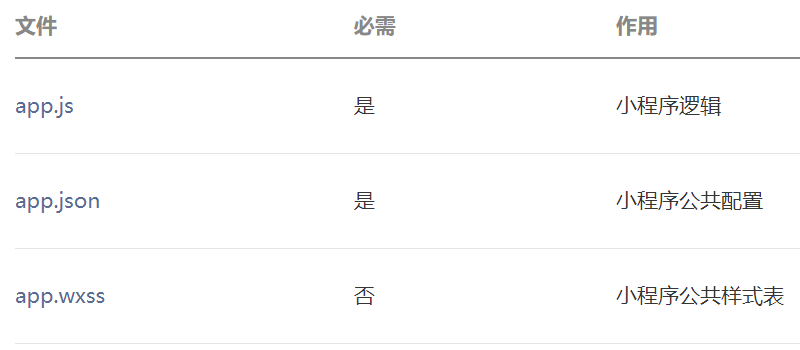 文件 必需 作用
app.js 是 小程序逻辑
app.json 是 小程序公共配置
app.wxss 否 小程序公共样式表